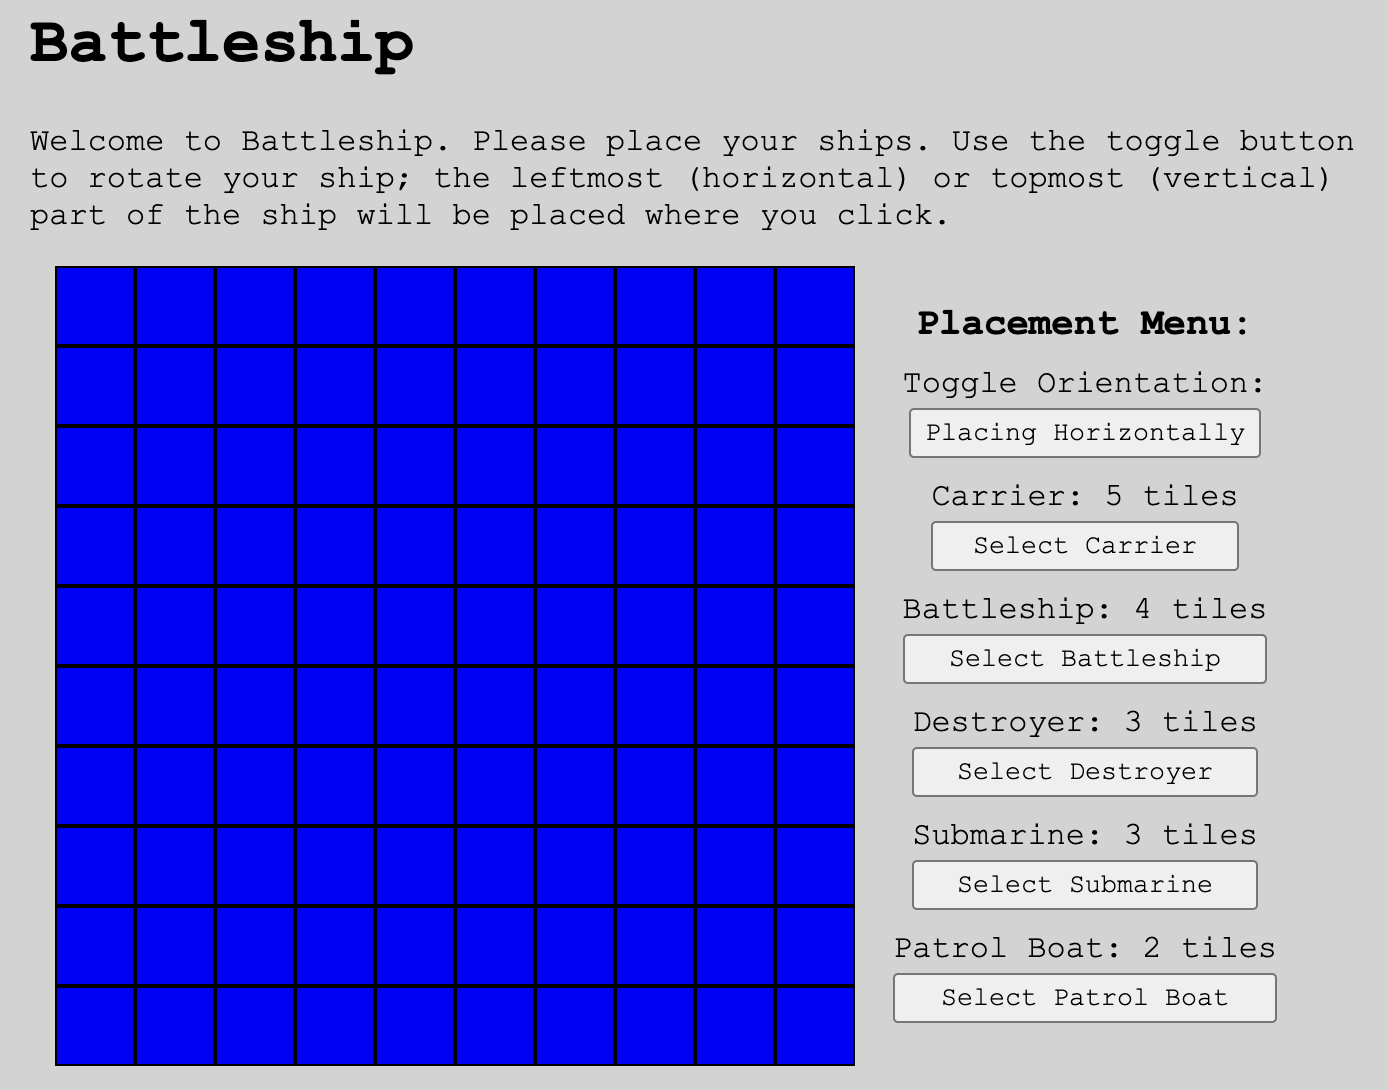 Battleship
Welcome to Battleship. Please place your ships. Use the toggle button
to rotate your ship; the leftmost (horizontal) or topmost (vertical)
part of the ship will be placed where you click.
Placement Menu:
Toggle Orientation:
Placing Horizontally
Carrier: 5 tiles
Select Carrier
Battleship: 4 tiles
Select Battleship
Destroyer: 3 tiles
Select Destroyer
Submarine: 3 tiles
Select Submarine
Patrol Boat: 2 tiles
Select Patrol Boat